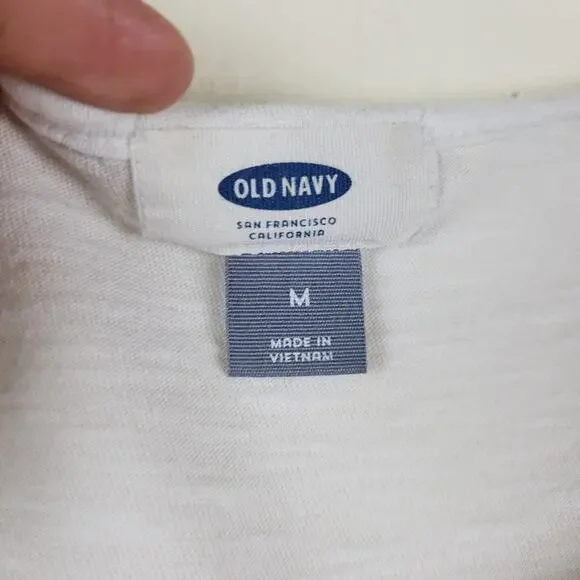 OLD NAVY
SAN FRANCISCO
CALIFORNIA
M
MADE IN
VIETNAM